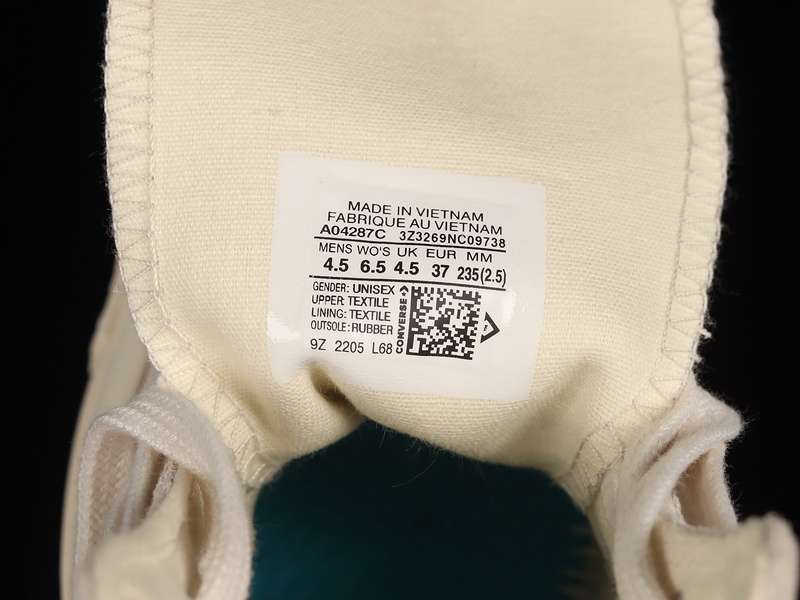 MADE IN VIETNAM
FABRIQUE AU VIETNAM
A04287C 3Z3269NC09738
MENS WO'S UK EUR MM
4.5 6.5 4.5 37 235(2.5)
GENDER: UNISEX
UPPER: TEXTILE
LINING: TEXTILE
OUTSOLE: RUBBER
9Z 2205 L68
CONVERSE